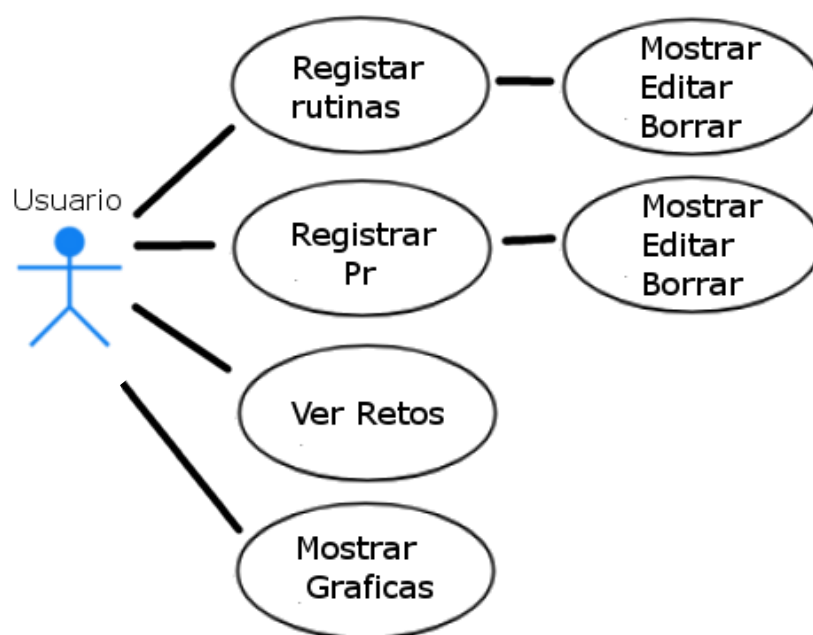 Registar
rutinas
Mostrar
Editar
Borrar
Usuario
Registrar
Pr
Mostrar
Editar
Borrar
Ver Retos
Mostrar
Graficas